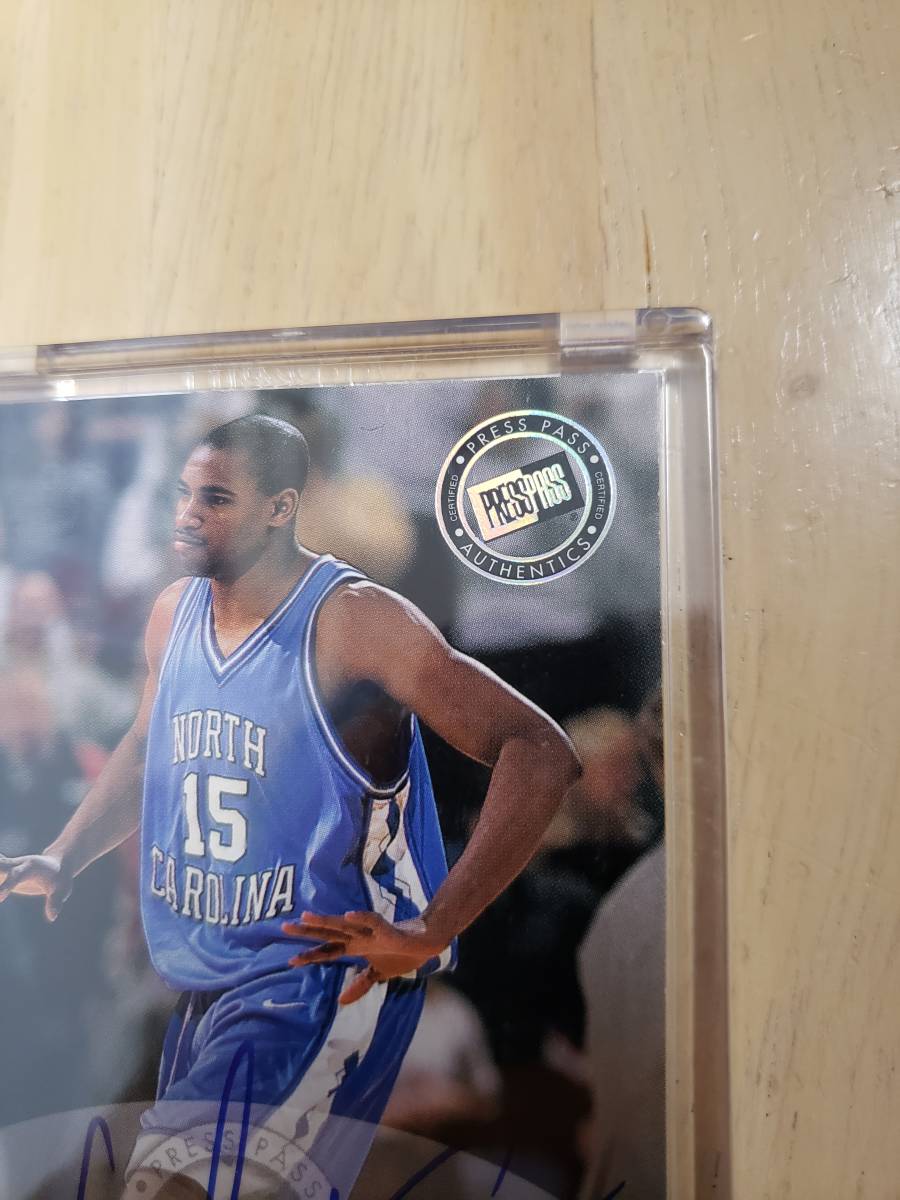 PRESS PASS
CERTIFIED
PRESS PASS
CERTIFIED
AUTHENTICS
NORTH
15
CAROLINA
PRESS PASS